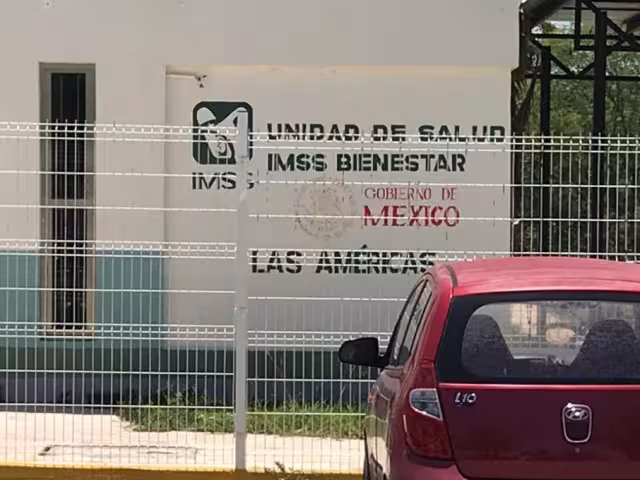 UNIDAD DE SALUD
IMSS BIENESTAR
IMSS
GOBIERNO DE
MEXICO
LAS AMÉRICAS
i10